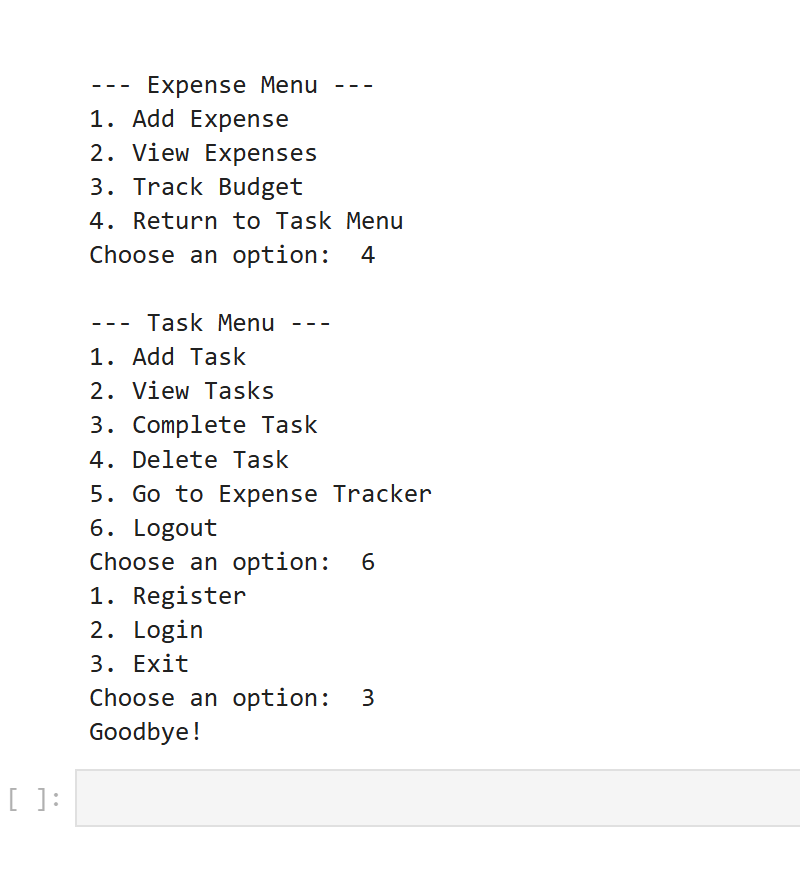 --- Expense Menu ---
1. Add Expense
2. View Expenses
3. Track Budget
4. Return to Task Menu
Choose an option:  4
--- Task Menu ---
1. Add Task
2. View Tasks
3. Complete Task
4. Delete Task
5. Go to Expense Tracker
6. Logout
Choose an option:  6
1. Register
2. Login
3. Exit
Choose an option:  3
Goodbye!
[ ]: